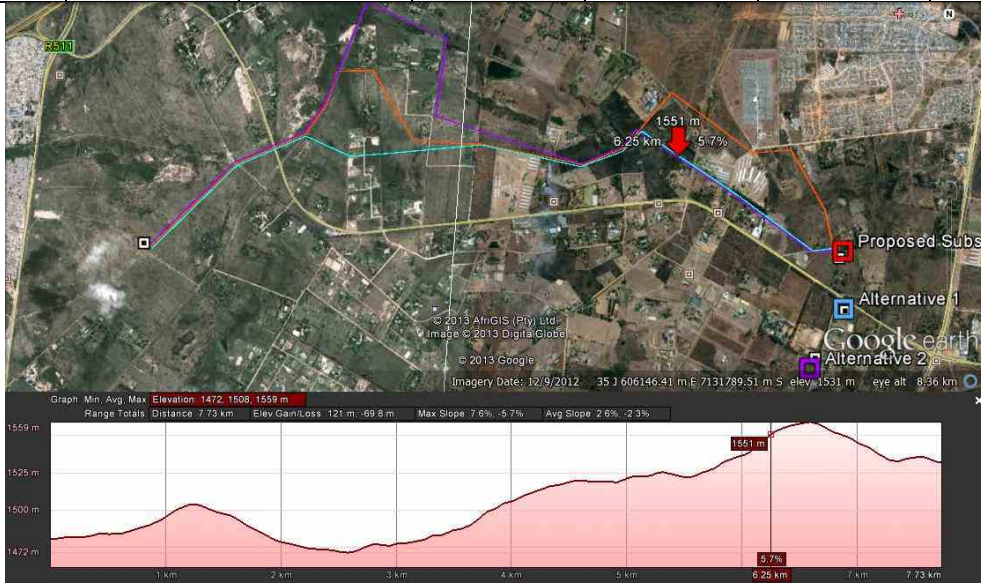 R511
N
1551 m
6.25 km 5.7%
Proposed Subs
Alternative 1
© 2013 AfriGIS (Pty) Ltd.
Image © 2013 DigitalGlobe
Google earth
© 2013 Google
Alternative 2
Imagery Date: 12/9/2012 35 J 606146.41 m E 7131789.51 m S elev 1531 m eye alt 8.36 km
Graph: Min, Avg, Max Elevation: 1472, 1508, 1559 m
Range Totals: Distance: 7.73 km Elev Gain/Loss: 121 m, -69.8 m Max Slope: 7.6%, -5.7% Avg Slope: 2.6%, -2.3%
1559 m
1551 m
1525 m
1500 m
1472 m
5.7%
1 km 2 km 3 km 4 km 5 km 6.25 km 7 km 7.73 km